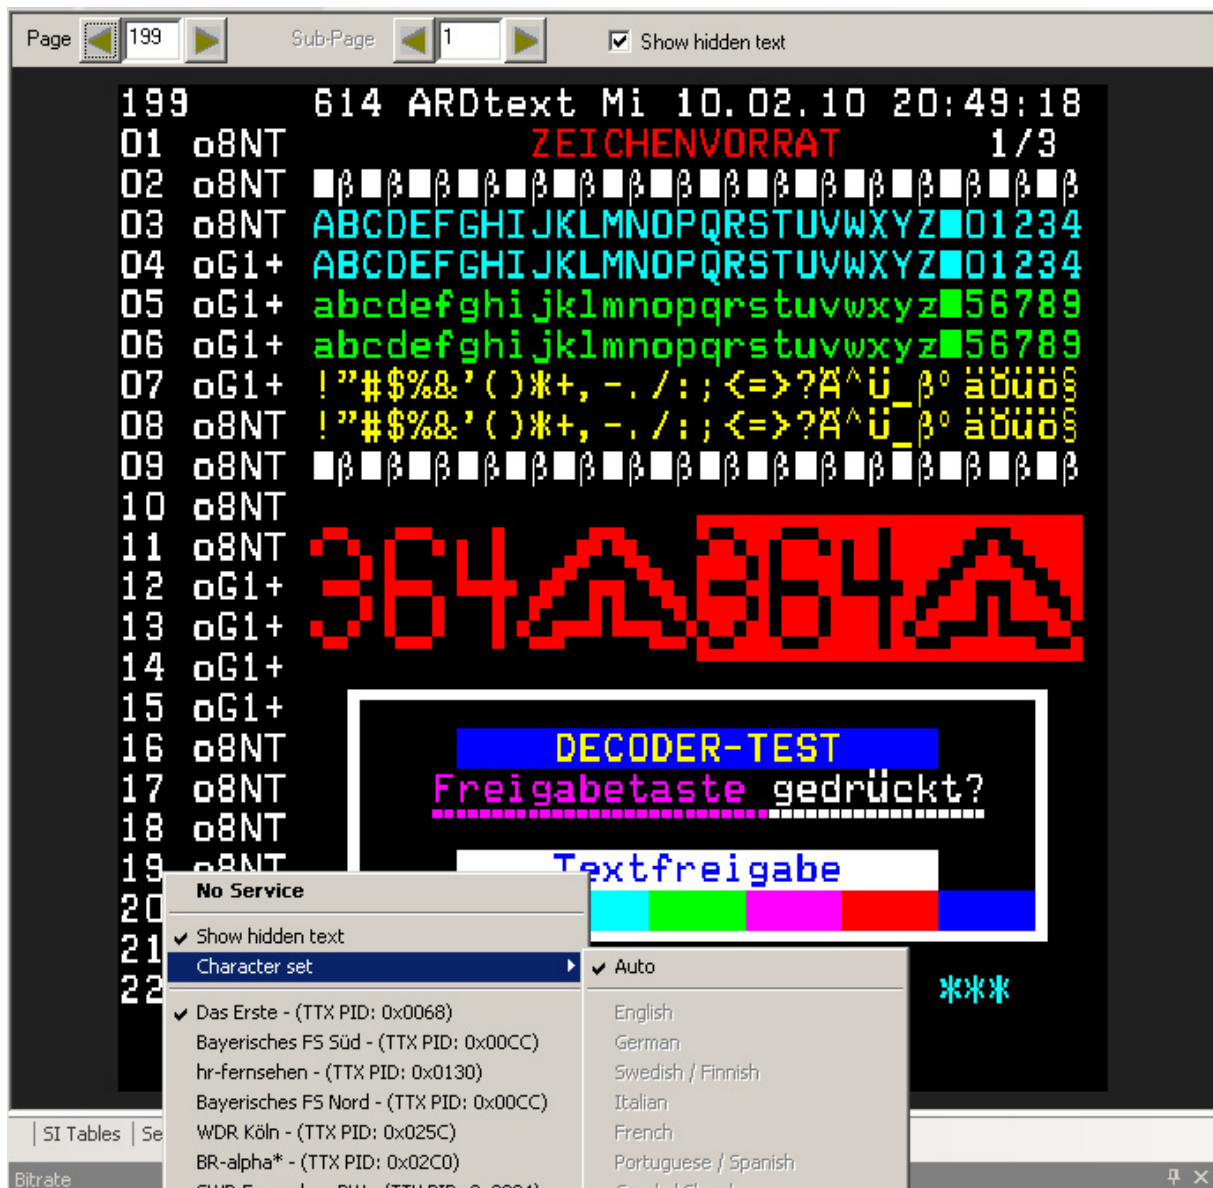 Page 199 Sub-Page 1 Show hidden text
199 614 ARDtext Mi 10.02.10 20:49:18
01 o8NT ZEICHENVORRAT 1/3
02 o8NT ■β■β■β■β■β■β■β■β■β■β■β■β■β■β■β■β
03 o8NT ABCDEFGHIJKLMNOPQRSTUVWXYZ■01234
04 oG1+ ABCDEFGHIJKLMNOPQRSTUVWXYZ■01234
05 oG1+ abcdefghijklmnopqrstuvwxyz■56789
06 oG1+ abcdefghijklmnopqrstuvwxyz■56789
07 oG1+ !"#$%&'()*+,-./:;<=>?Ä^Ü_β° äöüö§
08 o8NT !"#$%&'()*+,-./:;<=>?Ä^Ü_β° äöüö§
09 o8NT ■β■β■β■β■β■β■β■β■β■β■β■β■β■β■β■β
10 o8NT
11 o8NT 364 364
12 oG1+
13 oG1+
14 oG1+
15 oG1+
16 o8NT DECODER-TEST
17 o8NT Freigabetaste gedrückt?
18 o8NT
19 o8NT Textfreigabe
20
21
22 ***
No Service
Show hidden text
Character set
Das Erste - (TTX PID: 0x0068)
Bayerisches FS Süd - (TTX PID: 0x00CC)
hr-fernsehen - (TTX PID: 0x0130)
Bayerisches FS Nord - (TTX PID: 0x00CC)
WDR Köln - (TTX PID: 0x025C)
BR-alpha* - (TTX PID: 0x02C0)
Auto
English
German
Swedish / Finnish
Italian
French
Portuguese / Spanish
SI Tables
Bitrate